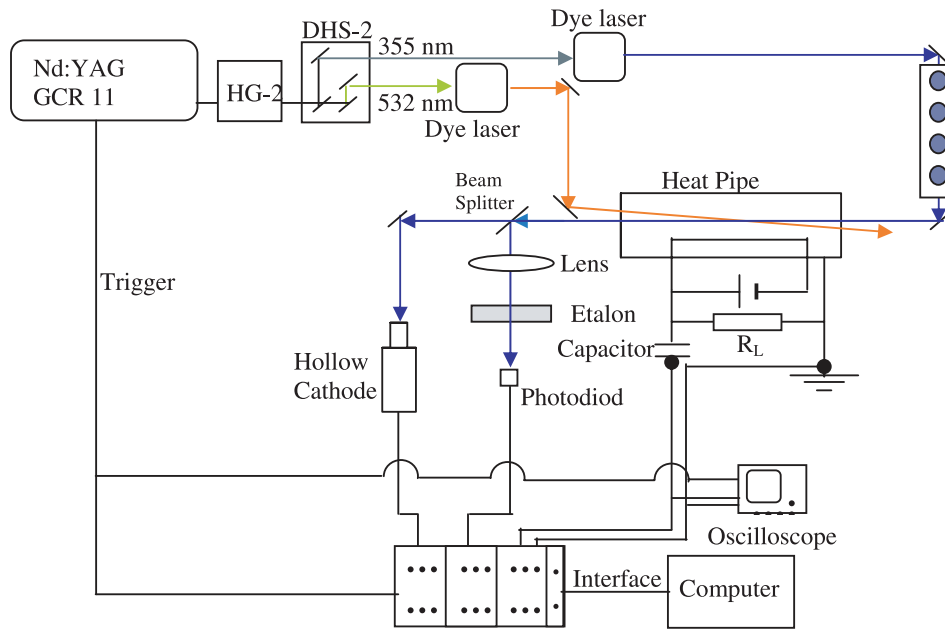 Dye laser
DHS-2
355 nm
Nd:YAG
GCR 11
HG-2
532 nm
Dye laser
Beam
Splitter
Heat Pipe
Lens
Trigger
Etalon
R_L
Capacitor
Hollow
Cathode
Photodiod
Oscilloscope
Interface
Computer